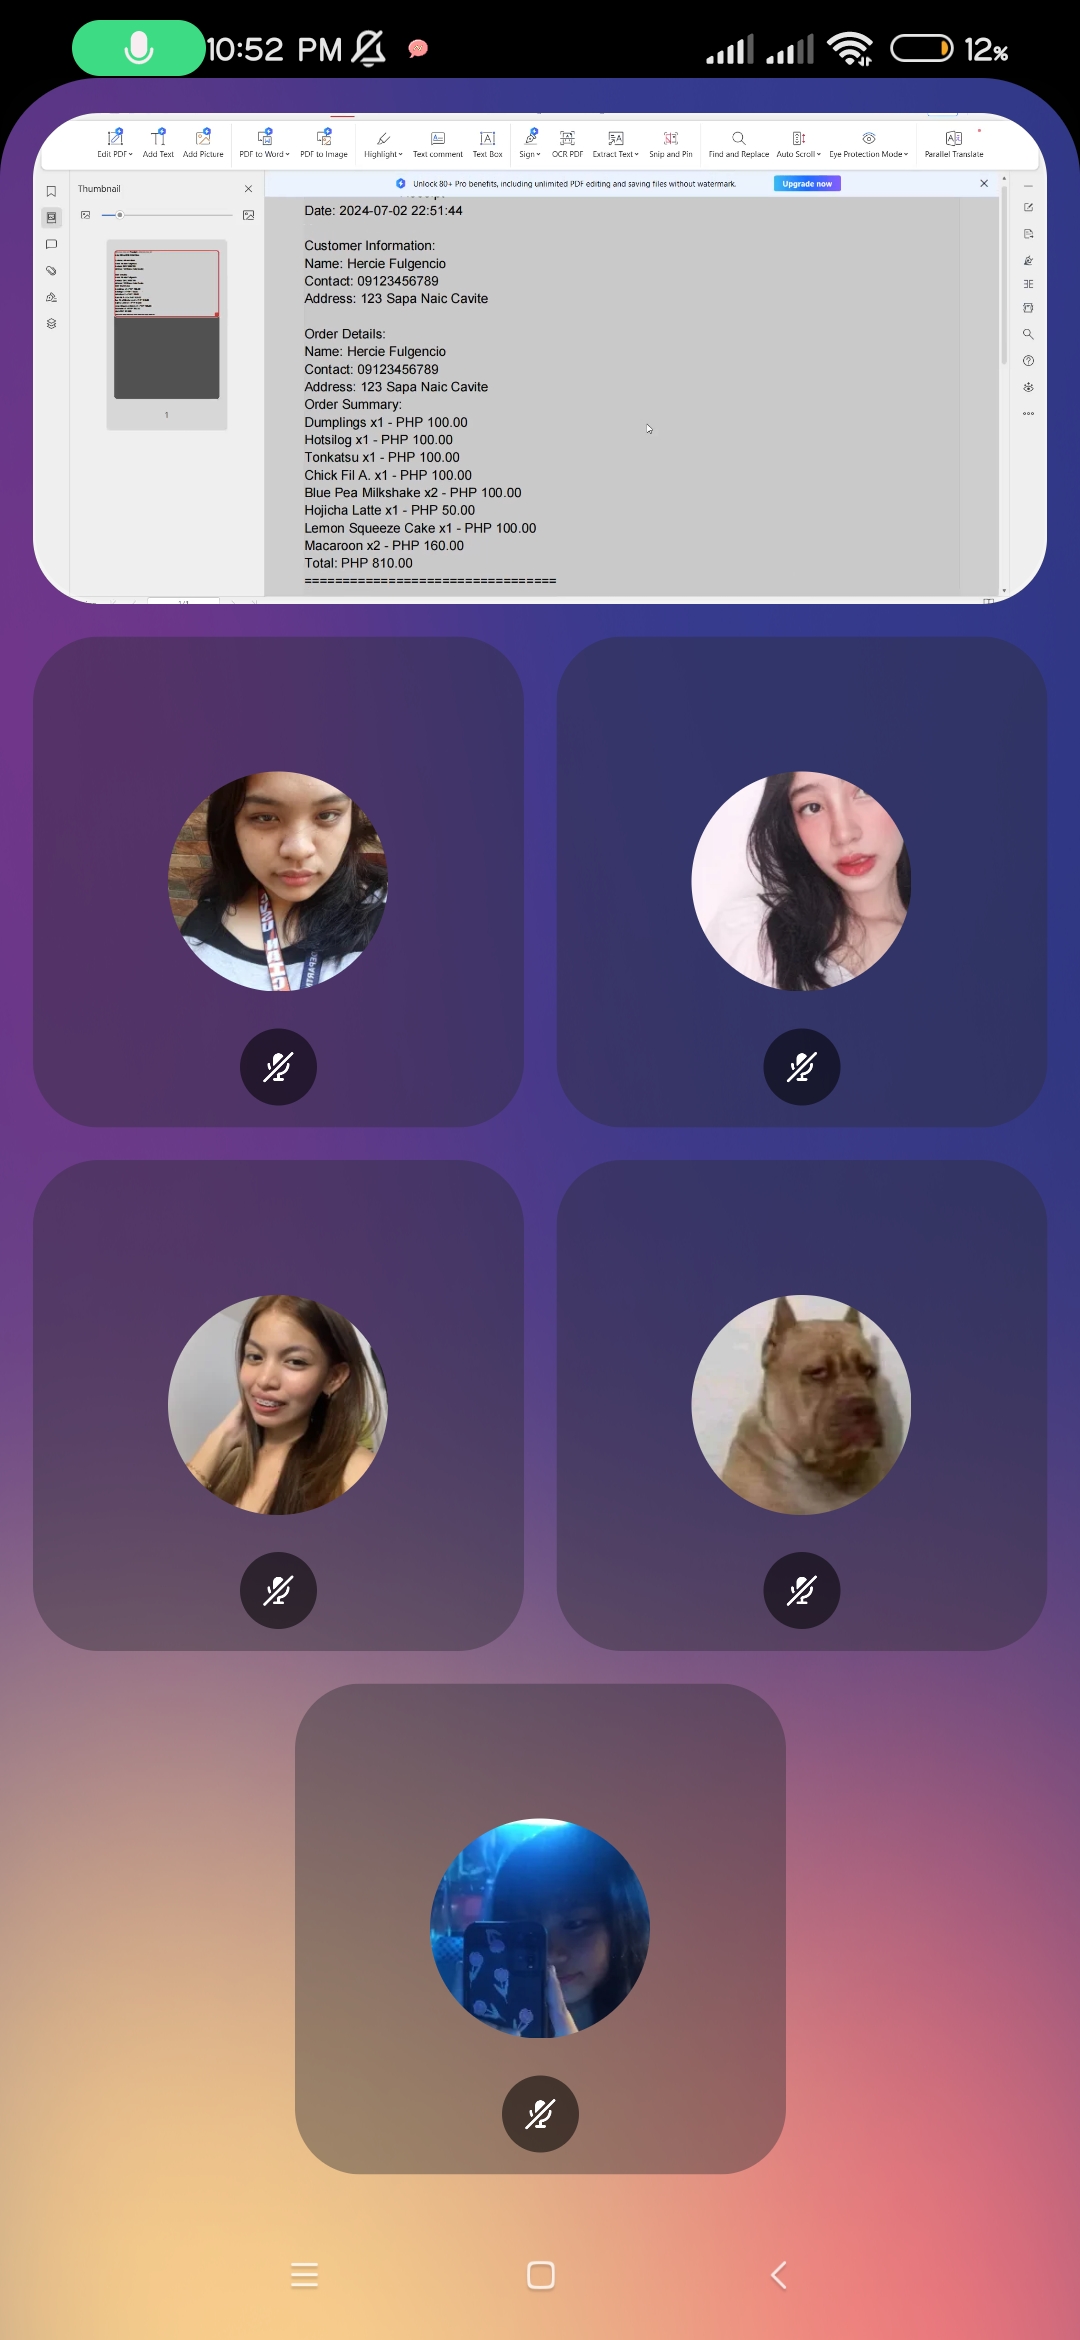 10:52 PM
12%
Edit PDF Add Text Add Picture PDF to Word PDF to Image Highlight Text comment Text Box Sign OCR PDF Extract Text Snip and Pin Find and Replace Auto Scroll Eye Protection Mode Parallel Translate
Thumbnail
Unlock 80+ Pro benefits, including unlimited PDF editing and saving files without watermark. Upgrade now
Date: 2024-07-02 22:51:44
Customer Information:
Name: Hercie Fulgencio
Contact: 09123456789
Address: 123 Sapa Naic Cavite
Order Details:
Name: Hercie Fulgencio
Contact: 09123456789
Address: 123 Sapa Naic Cavite
Order Summary:
Dumplings x1 - PHP 100.00
Hotsilog x1 - PHP 100.00
Tonkatsu x1 - PHP 100.00
Chick Fil A. x1 - PHP 100.00
Blue Pea Milkshake x2 - PHP 100.00
Hojicha Latte x1 - PHP 50.00
Lemon Squeeze Cake x1 - PHP 100.00
Macaroon x2 - PHP 160.00
Total: PHP 810.00
=================================
1